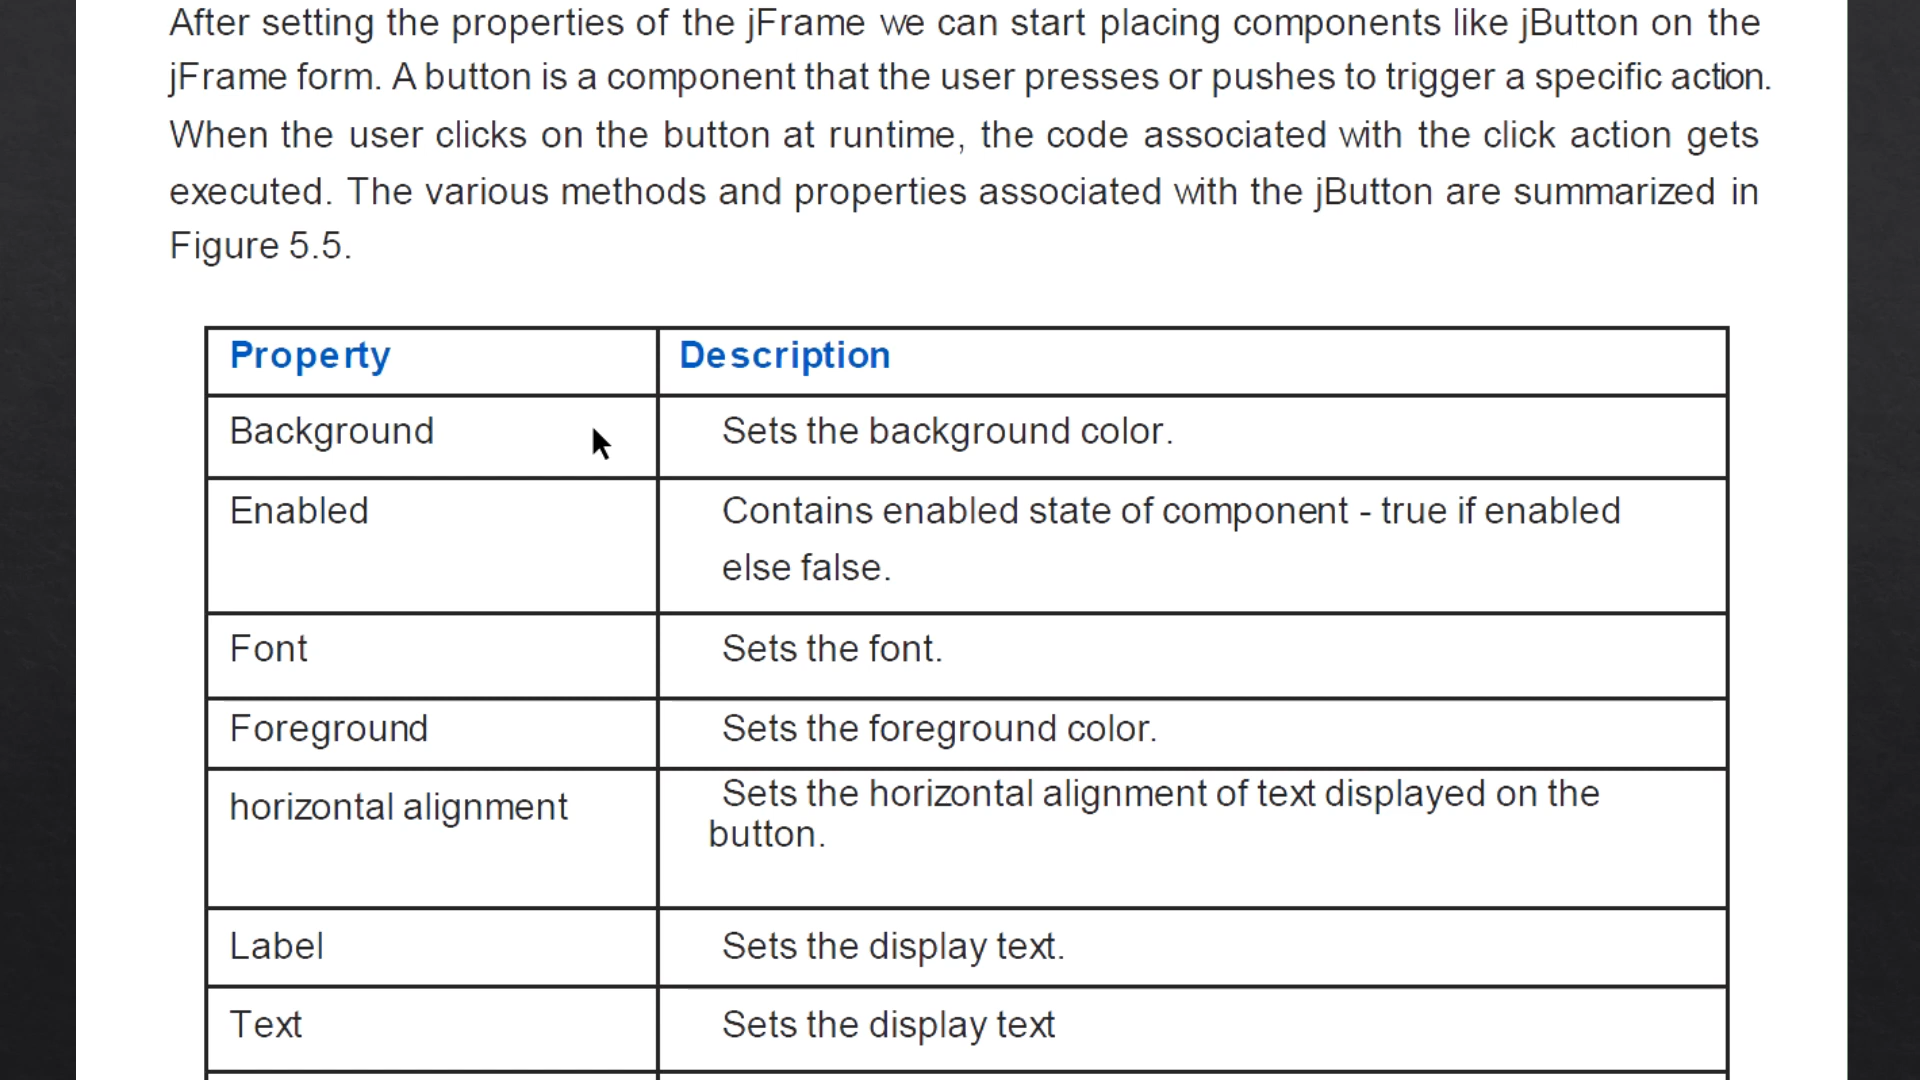 After setting the properties of the jFrame we can start placing components like jButton on the
jFrame form. A button is a component that the user presses or pushes to trigger a specific action.
When the user clicks on the button at runtime, the code associated with the click action gets
executed. The various methods and properties associated with the jButton are summarized in
Figure 5.5.
Property Description
Background Sets the background color.
Enabled Contains enabled state of component - true if enabled
else false.
Font Sets the font.
Foreground Sets the foreground color.
horizontal alignment Sets the horizontal alignment of text displayed on the
button.
Label Sets the display text.
Text Sets the display text